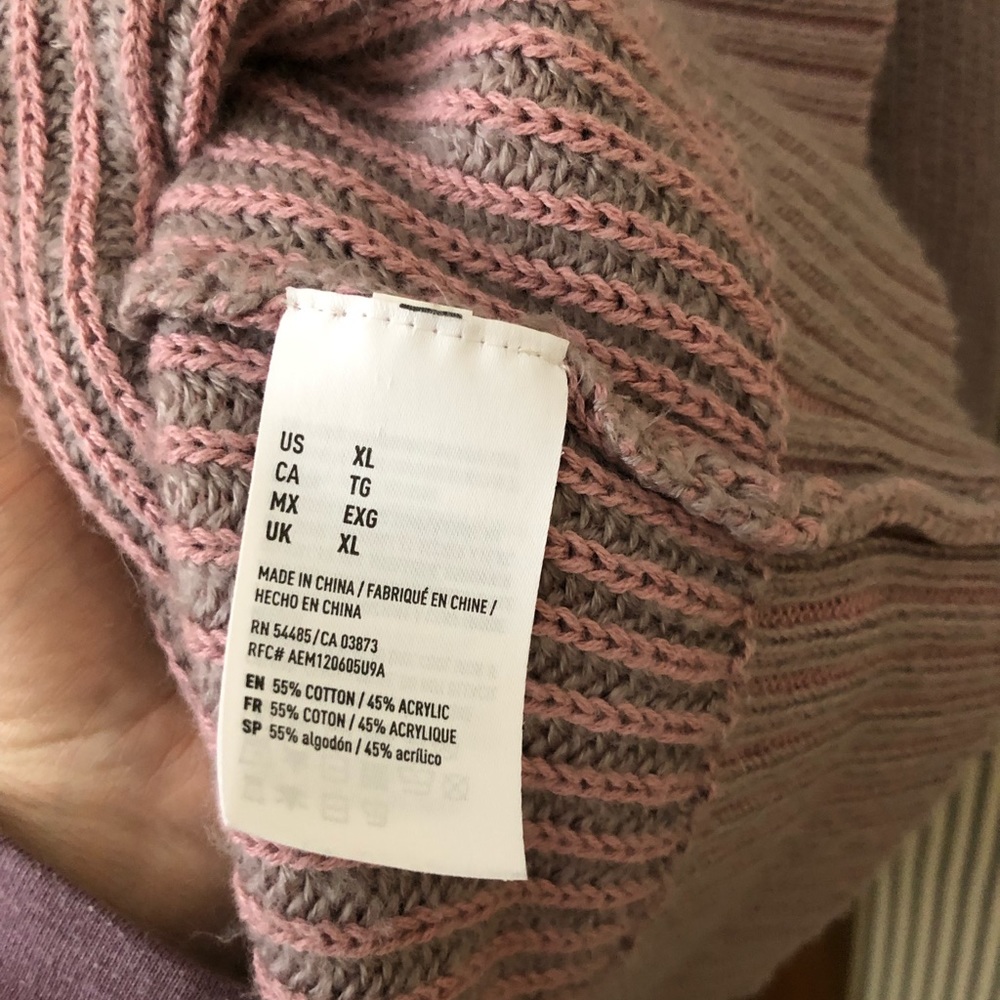 US XL
CA TG
MX EXG
UK XL
MADE IN CHINA / FABRIQUÉ EN CHINE /
HECHO EN CHINA
RN 54485 / CA 03873
RFC# AEM120605U9A
EN 55% COTTON / 45% ACRYLIC
FR 55% COTON / 45% ACRYLIQUE
SP 55% algodón / 45% acrílico